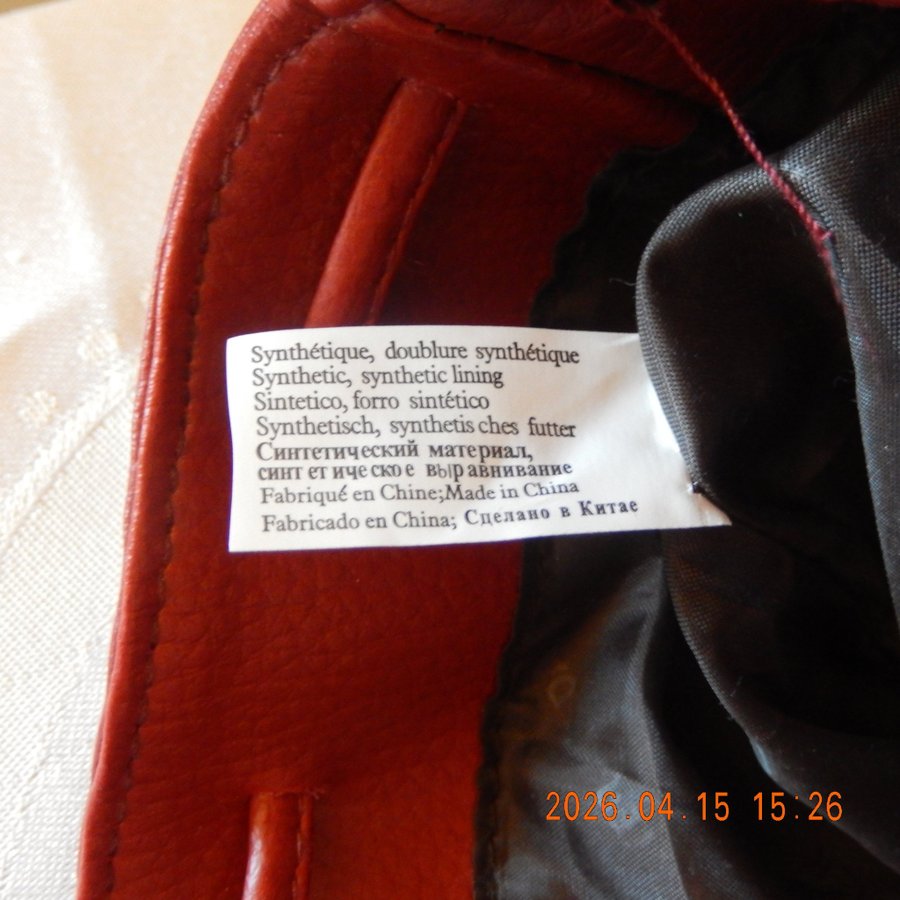 Synthétique, doublure synthétique
Synthetic, synthetic lining
Sintetico, forro sintético
Synthetisch, synthetis ches futter
Синтетический материал,
синт ет иче ско е выр авнивание
Fabriqué en Chine;Made in China
Fabricado en China; Сделано в Китае
2026.04.15 15:26